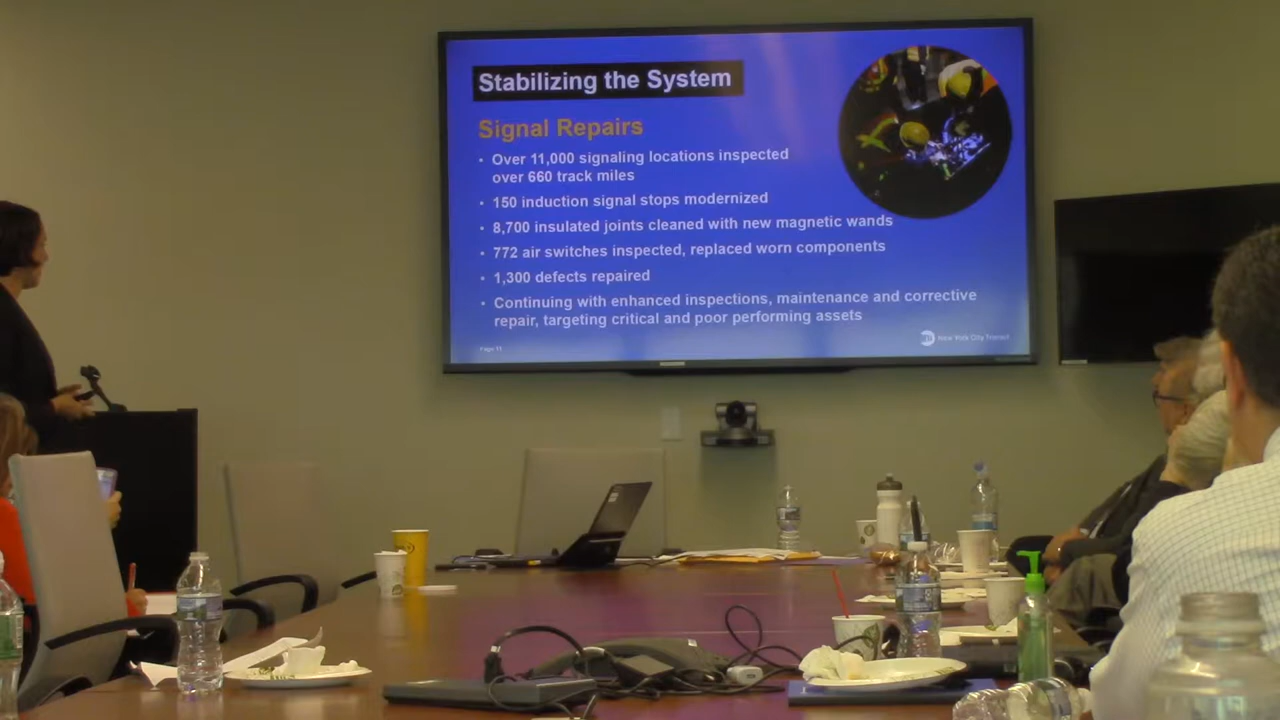 Stabilizing the System
Signal Repairs
• Over 11,000 signaling locations inspected
over 660 track miles
• 150 induction signal stops modernized
• 8,700 insulated joints cleaned with new magnetic wands
• 772 air switches inspected, replaced worn components
• 1,300 defects repaired
• Continuing with enhanced inspections, maintenance and corrective
repair, targeting critical and poor performing assets
Page 11
New York City Transit